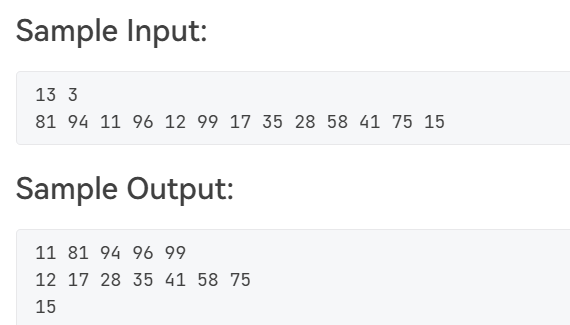 Sample Input:
13 3
81 94 11 96 12 99 17 35 28 58 41 75 15
Sample Output:
11 81 94 96 99
12 17 28 35 41 58 75
15